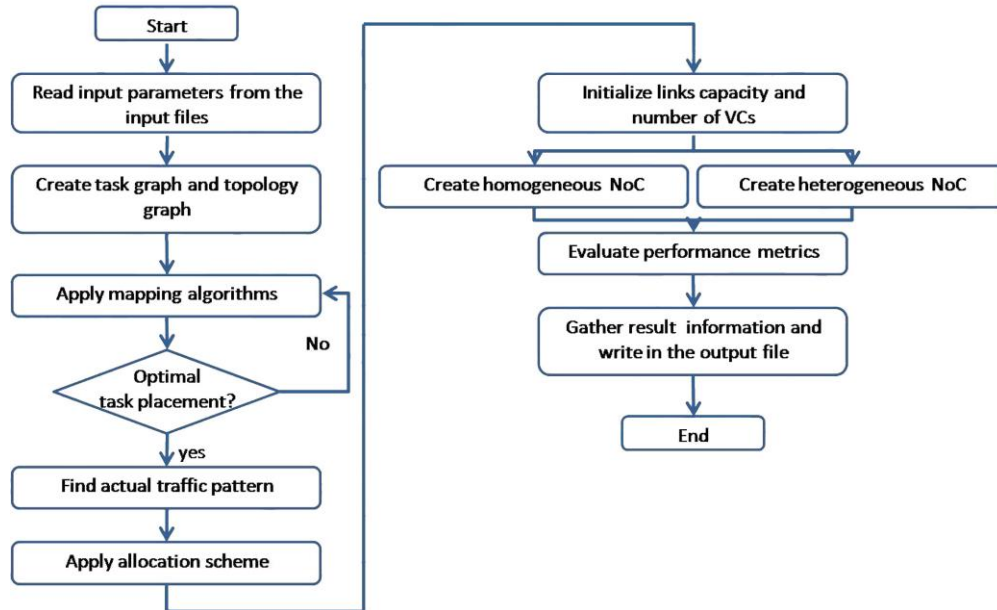 Start
Read input parameters from the
input files
Create task graph and topology
graph
Apply mapping algorithms
No
Optimal
task placement?
yes
Find actual traffic pattern
Apply allocation scheme
Initialize links capacity and
number of VCs
Create homogeneous NoC
Create heterogeneous NoC
Evaluate performance metrics
Gather result information and
write in the output file
End